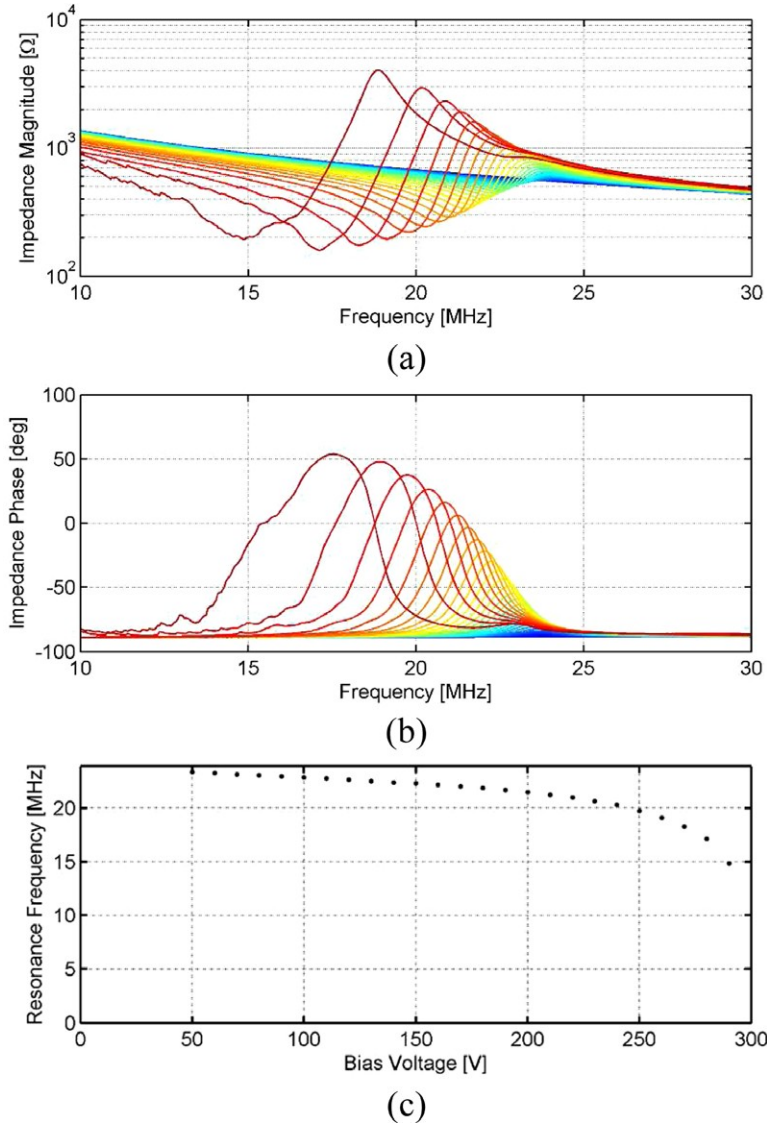 10⁴
10³
10²
Impedance Magnitude [Ω]
10 15 20 25 30
Frequency [MHz]
(a)
100
50
0
-50
-100
Impedance Phase [deg]
10 15 20 25 30
Frequency [MHz]
(b)
20
15
10
5
0
Resonance Frequency [MHz]
0 50 100 150 200 250 300
Bias Voltage [V]
(c)